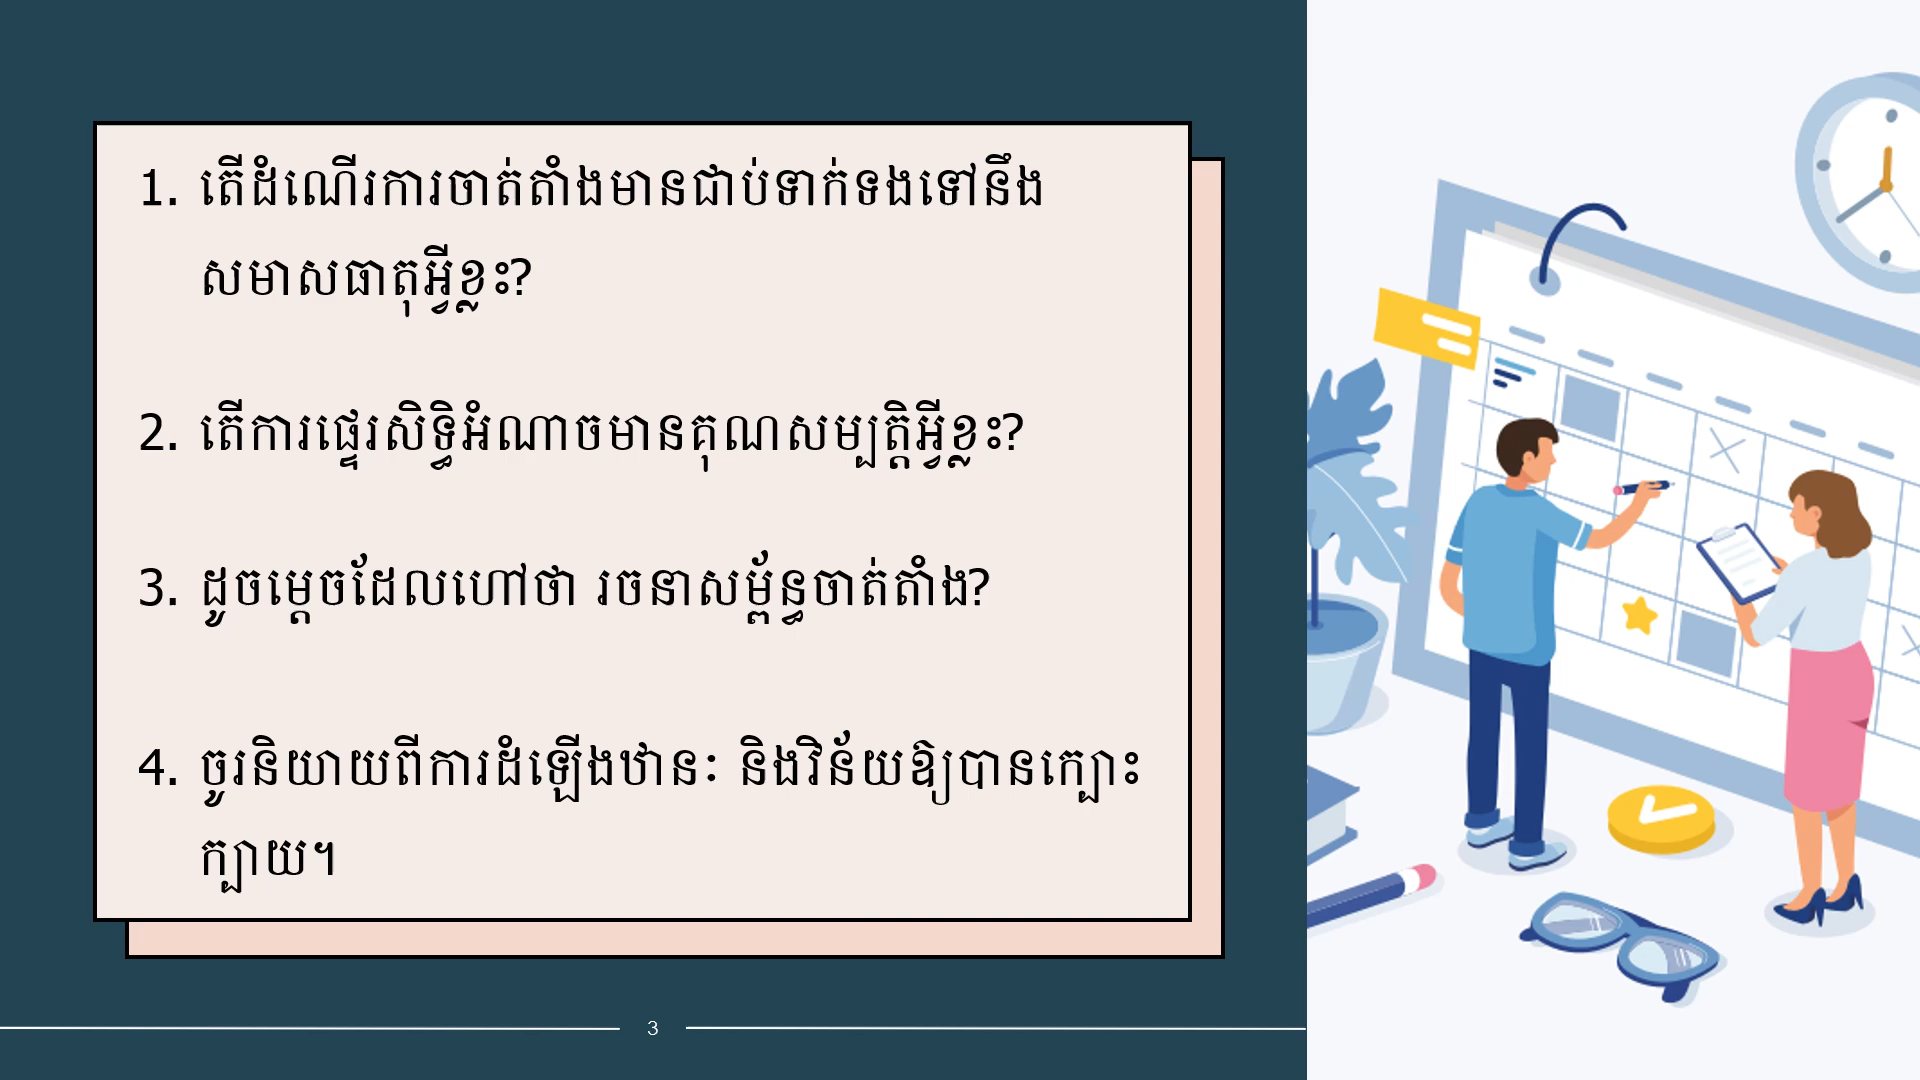 1. តើដំណើរការចាត់តាំងមានជាប់ទាក់ទងទៅនឹង
សមាសធាតុអ្វីខ្លះ?
2. តើការផ្ទេរសិទ្ធិអំណាចមានគុណសម្បត្តិអ្វីខ្លះ?
3. ដូចម្ដេចដែលហៅថា រចនាសម្ព័ន្ធចាត់តាំង?
4. ចូរនិយាយពីការដំឡើងឋានៈ និងវិន័យឱ្យបានក្បោះ
ក្បាយ។
3